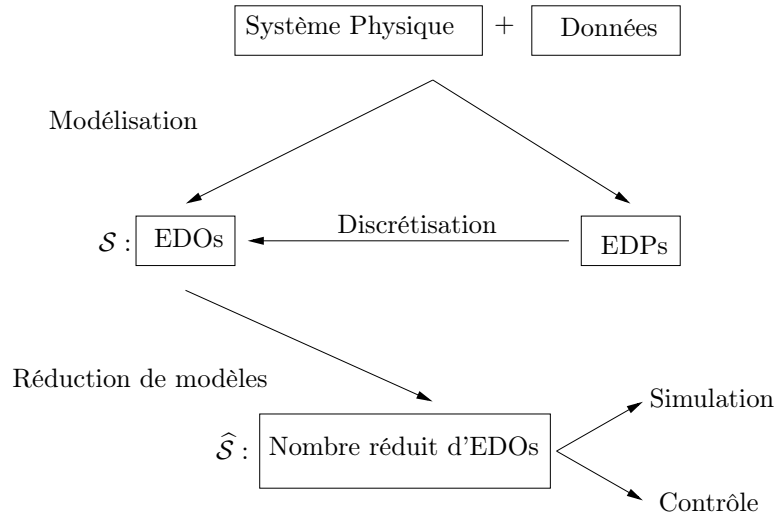 Système Physique + Données
Modélisation
𝒮 : EDOs
Discrétisation
EDPs
Réduction de modèles
Simulation
𝒮̂ : Nombre réduit d'EDOs
Contrôle